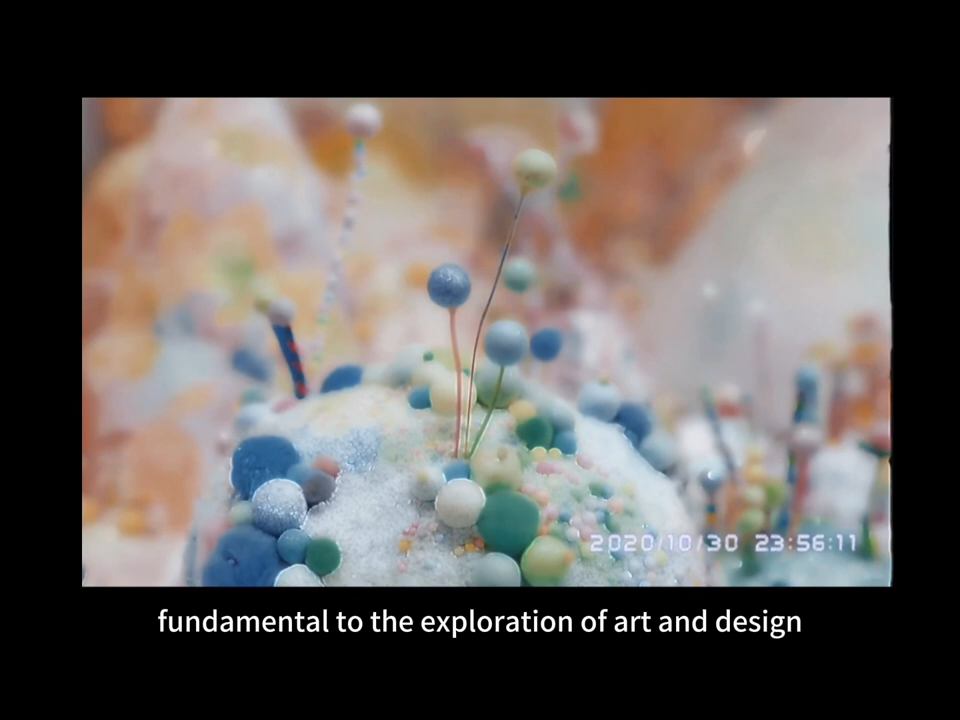 2020/10/30 23:56:11
fundamental to the exploration of art and design